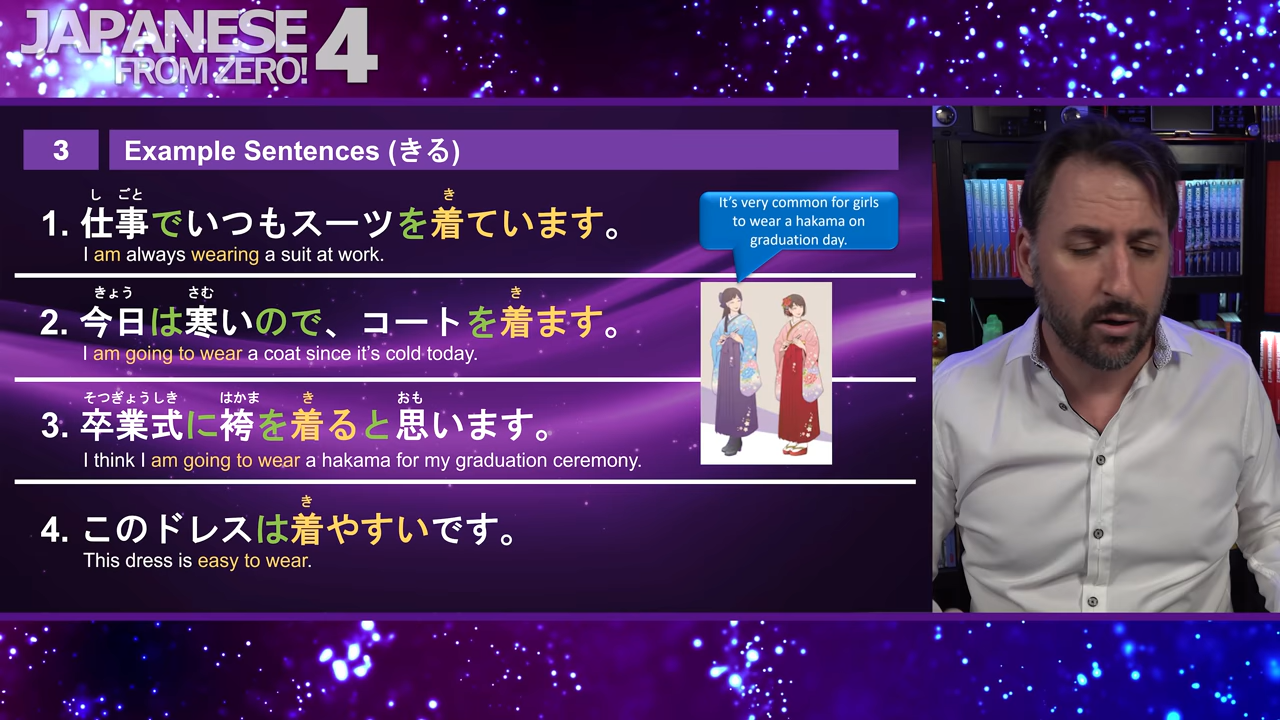 JAPANESE
FROM ZERO! 4
3 Example Sentences (きる)
し ごと き
1. 仕事でいつもスーツを着ています。
I am always wearing a suit at work.
It's very common for girls
to wear a hakama on
graduation day.
きょう さむ き
2. 今日は寒いので、コートを着ます。
I am going to wear a coat since it's cold today.
そつぎょうしき はかま き おも
3. 卒業式に袴を着ると思います。
I think I am going to wear a hakama for my graduation ceremony.
き
4. このドレスは着やすいです。
This dress is easy to wear.